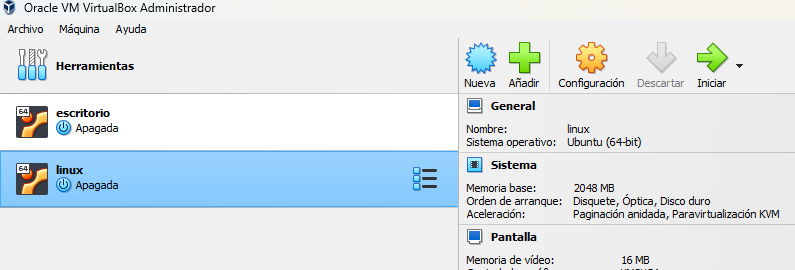 Oracle VM VirtualBox Administrador
Archivo Máquina Ayuda
Herramientas
Nueva Añadir Configuración Descartar Iniciar
64 escritorio
Apagada
64 linux
Apagada
General
Nombre: linux
Sistema operativo: Ubuntu (64-bit)
Sistema
Memoria base: 2048 MB
Orden de arranque: Disquete, Óptica, Disco duro
Aceleración: Paginación anidada, Paravirtualización KVM
Pantalla
Memoria de vídeo: 16 MB